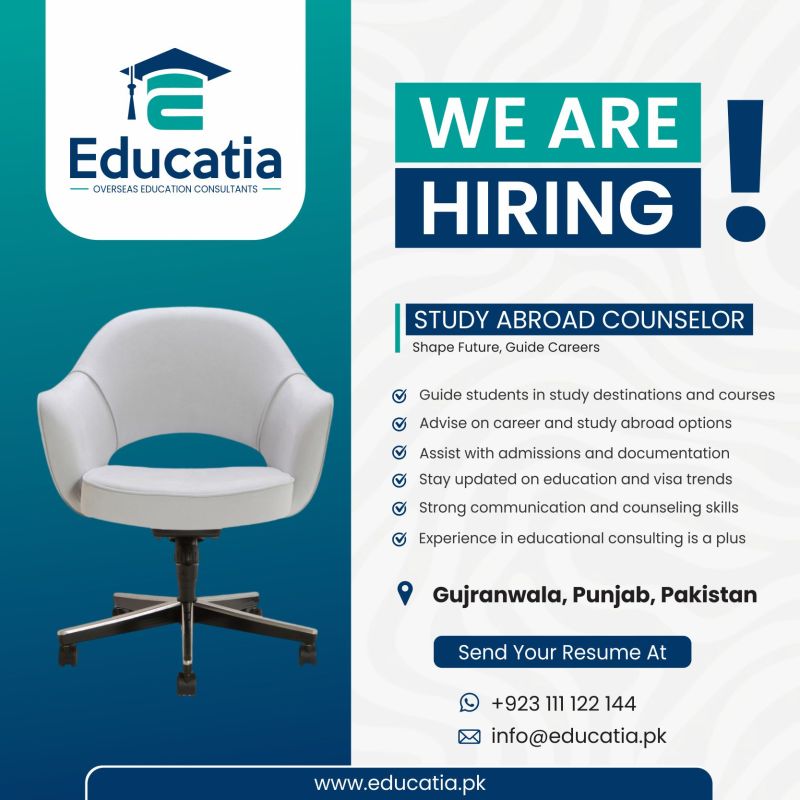 Educatia
OVERSEAS EDUCATION CONSULTANTS
WE ARE
HIRING
!
STUDY ABROAD COUNSELOR
Shape Future, Guide Careers
Guide students in study destinations and courses
Advise on career and study abroad options
Assist with admissions and documentation
Stay updated on education and visa trends
Strong communication and counseling skills
Experience in educational consulting is a plus
Gujranwala, Punjab, Pakistan
Send Your Resume At
+923 111 122 144
info@educatia.pk
www.educatia.pk